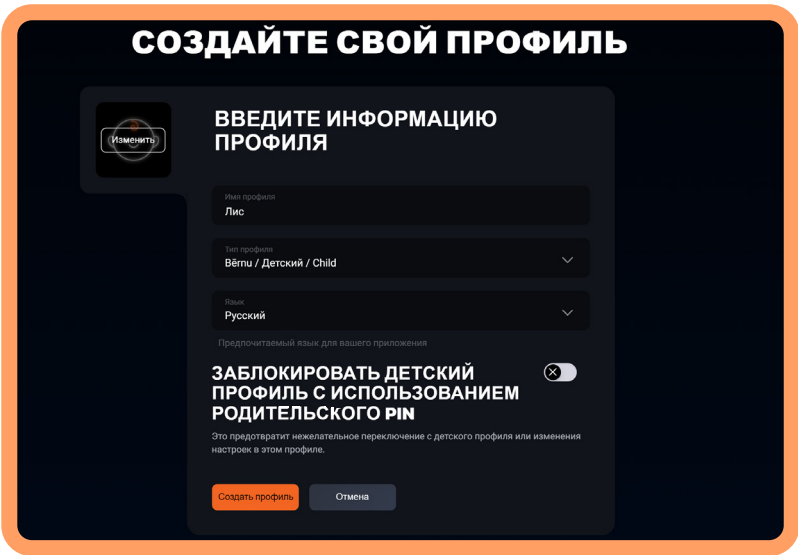 СОЗДАЙТЕ СВОЙ ПРОФИЛЬ
Изменить
ВВЕДИТЕ ИНФОРМАЦИЮ
ПРОФИЛЯ
Имя профиля
Лис
Тип профиля
Bērnu / Детский / Child
Язык
Русский
Предпочитаемый язык для вашего приложения
ЗАБЛОКИРОВАТЬ ДЕТСКИЙ
ПРОФИЛЬ С ИСПОЛЬЗОВАНИЕМ
РОДИТЕЛЬСКОГО PIN
Это предотвратит нежелательное переключение с детского профиля или изменения
настроек в этом профиле.
Создать профиль
Отмена